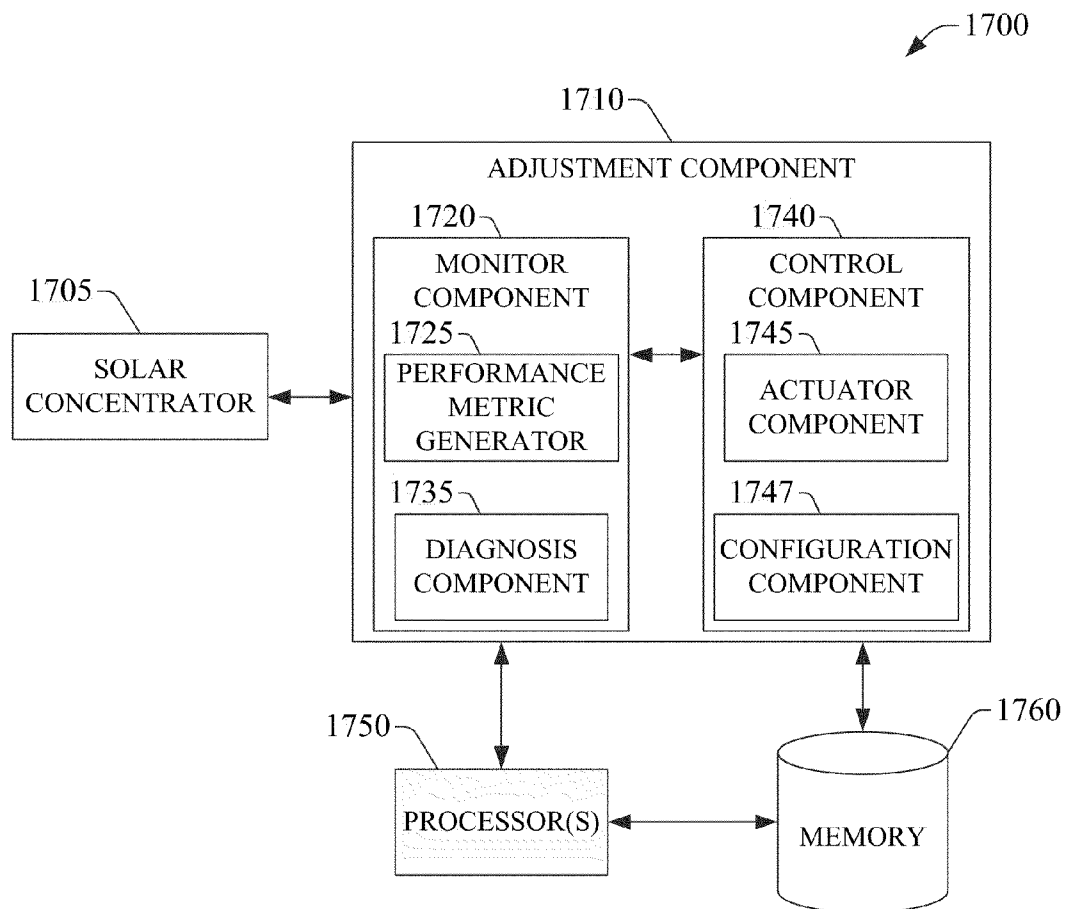 1700
1710
ADJUSTMENT COMPONENT
1720
MONITOR
COMPONENT
1740
CONTROL
COMPONENT
1705
SOLAR
CONCENTRATOR
1725
PERFORMANCE
METRIC
GENERATOR
1745
ACTUATOR
COMPONENT
1735
DIAGNOSIS
COMPONENT
1747
CONFIGURATION
COMPONENT
1750
PROCESSOR(S)
1760
MEMORY